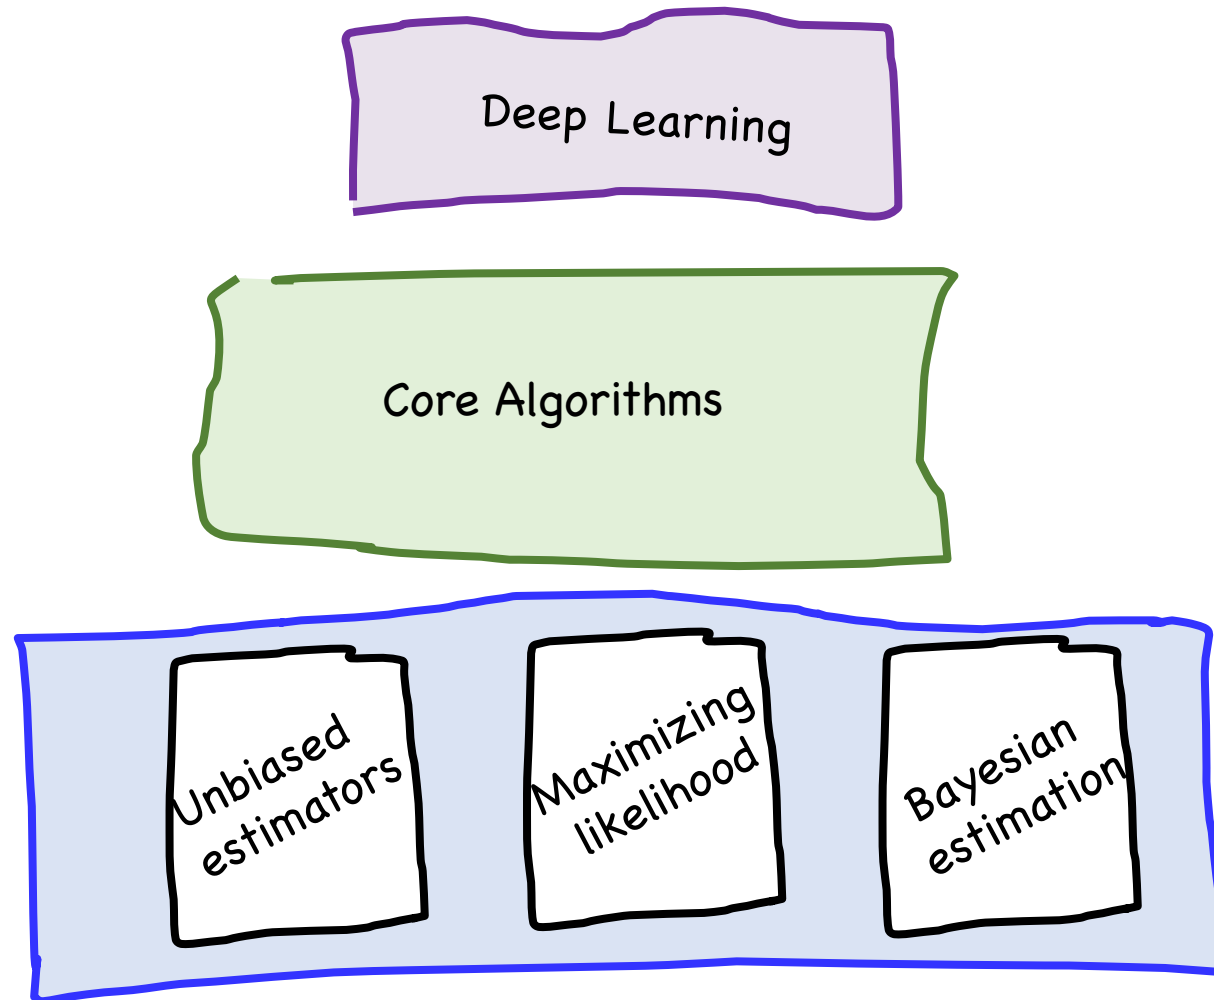 Deep Learning
Core Algorithms
Unbiased
estimators
Maximizing
likelihood
Bayesian
estimation